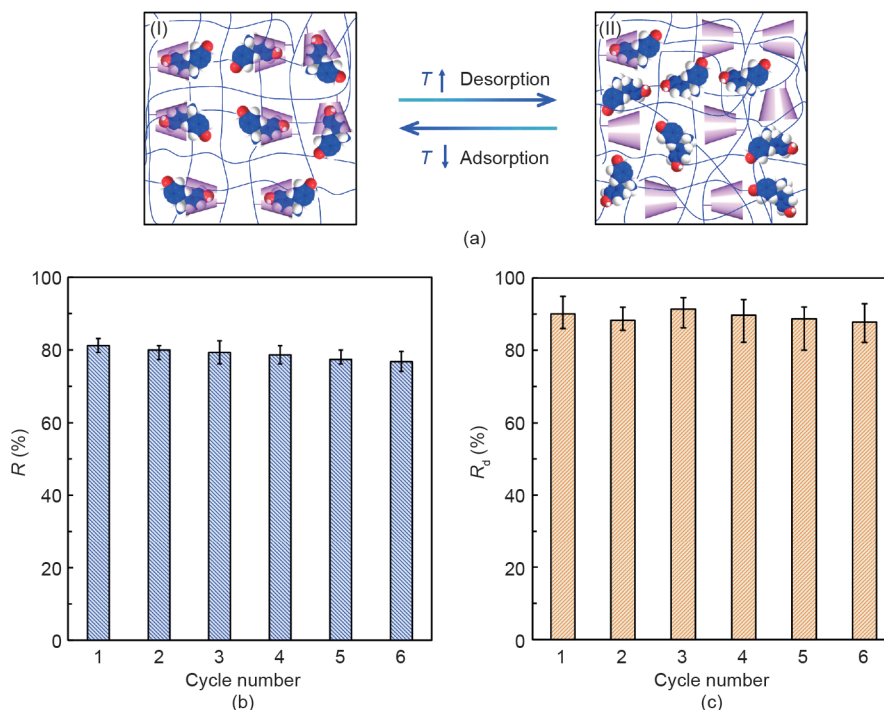 (I)
T Desorption
T Adsorption
(II)
(a)
100
80
60
40
20
0
R (%)
1 2 3 4 5 6
Cycle number
(b)
100
80
60
40
20
0
R_d (%)
1 2 3 4 5 6
Cycle number
(c)